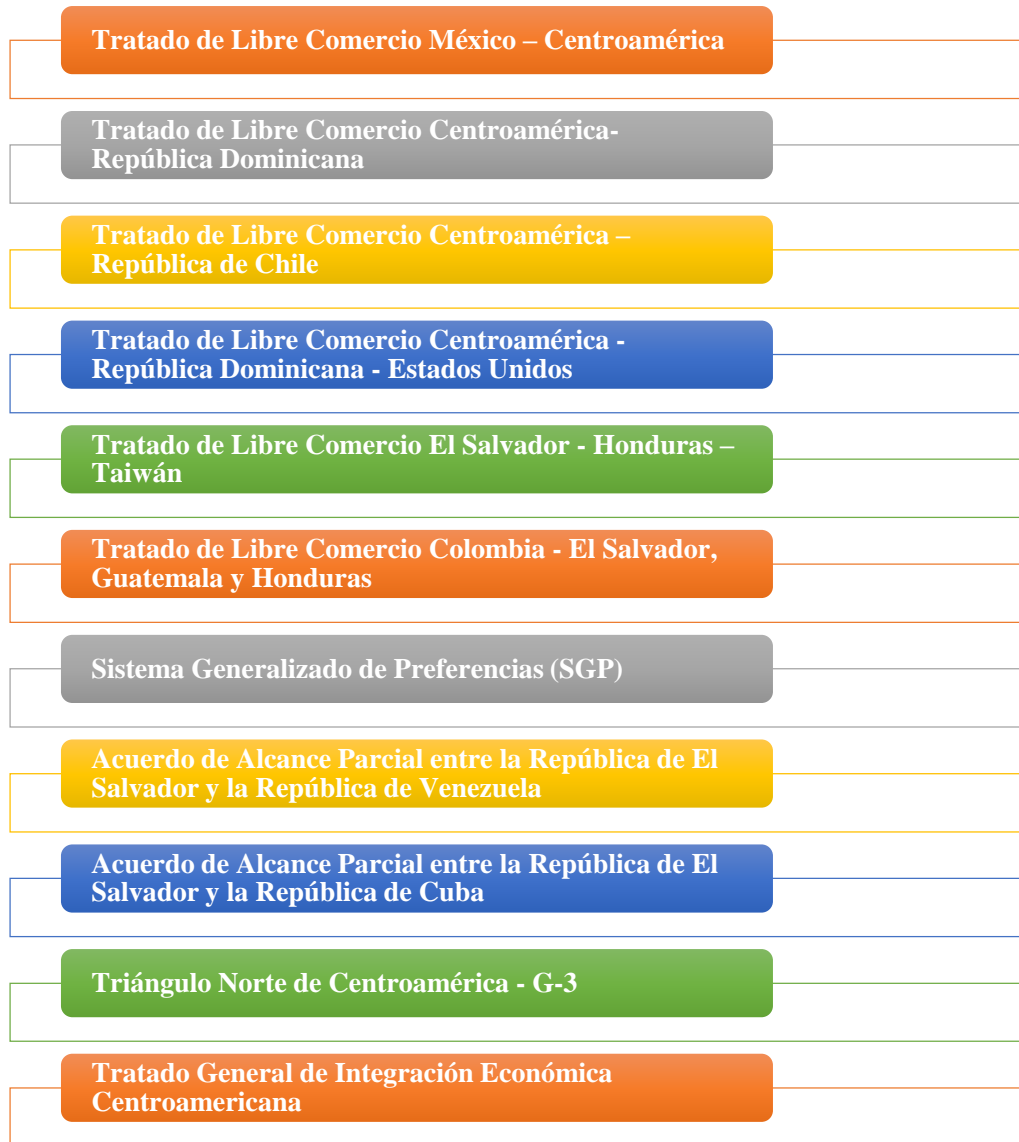 Tratado de Libre Comercio México – Centroamérica
Tratado de Libre Comercio Centroamérica-
República Dominicana
Tratado de Libre Comercio Centroamérica –
República de Chile
Tratado de Libre Comercio Centroamérica -
República Dominicana - Estados Unidos
Tratado de Libre Comercio El Salvador - Honduras –
Taiwán
Tratado de Libre Comercio Colombia - El Salvador,
Guatemala y Honduras
Sistema Generalizado de Preferencias (SGP)
Acuerdo de Alcance Parcial entre la República de El
Salvador y la República de Venezuela
Acuerdo de Alcance Parcial entre la República de El
Salvador y la República de Cuba
Triángulo Norte de Centroamérica - G-3
Tratado General de Integración Económica
Centroamericana